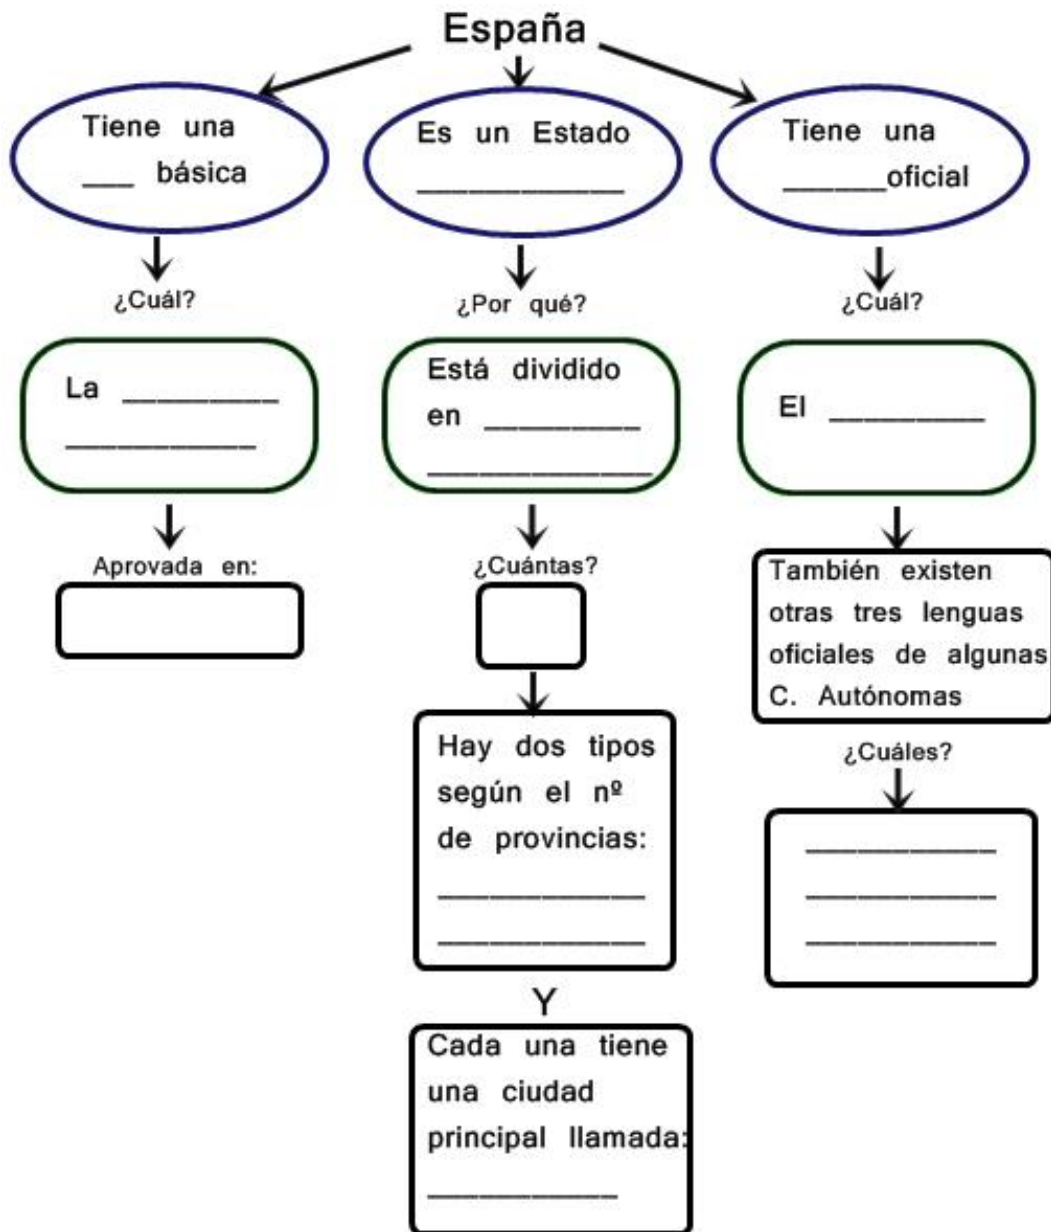 España
Tiene una
___ básica
¿Cuál?
La _________
___________
Aprovada en:
Es un Estado
____________
¿Por qué?
Está dividido
en _________
_____________
¿Cuántas?
Hay dos tipos
según el nº
de provincias:
____________
____________
Y
Cada una tiene
una ciudad
principal llamada:
___________
Tiene una
______oficial
¿Cuál?
El _________
También existen
otras tres lenguas
oficiales de algunas
C. Autónomas
¿Cuáles?
___________
___________
___________